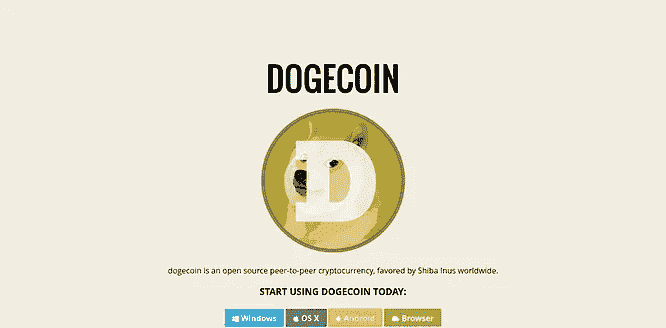 DOGECOIN
D
dogecoin is an open source peer-to-peer cryptocurrency, favored by Shiba Inus worldwide.
START USING DOGECOIN TODAY:
Windows OS X Android Browser